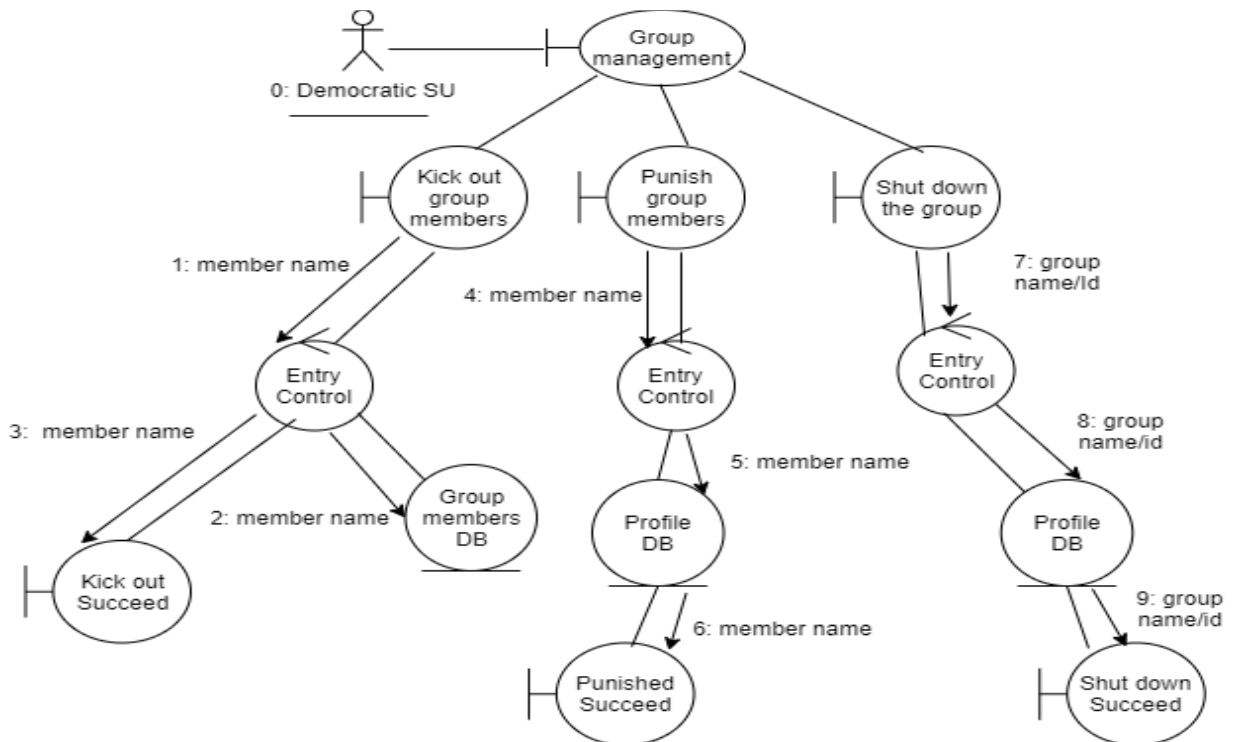 Group
management
0: Democratic SU
Kick out
group
members
Punish
group
members
Shut down
the group
1: member name
4: member name
7: group
name/Id
Entry
Control
Entry
Control
Entry
Control
3:  member name
2: member name
Group
members
DB
5: member name
8: group
name/id
Profile
DB
Profile
DB
Kick out
Succeed
6: member name
9: group
name/id
Punished
Succeed
Shut down
Succeed